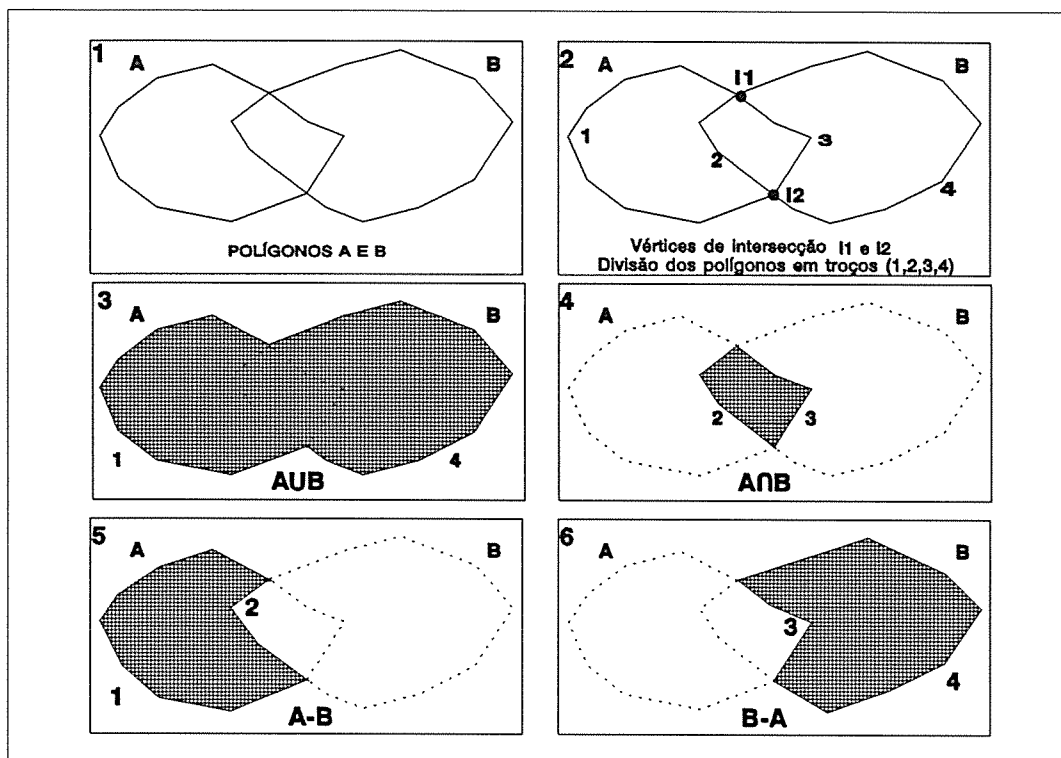 1
A
B
POLÍGONOS A E B
2
A
I1
B
1
2
3
I2
4
Vértices de intersecção I1 e I2
Divisão dos polígonos em troços (1,2,3,4)
3
A
B
1
4
A∪B
4
A
B
2
3
A∩B
5
A
B
2
1
A-B
6
A
B
3
4
B-A